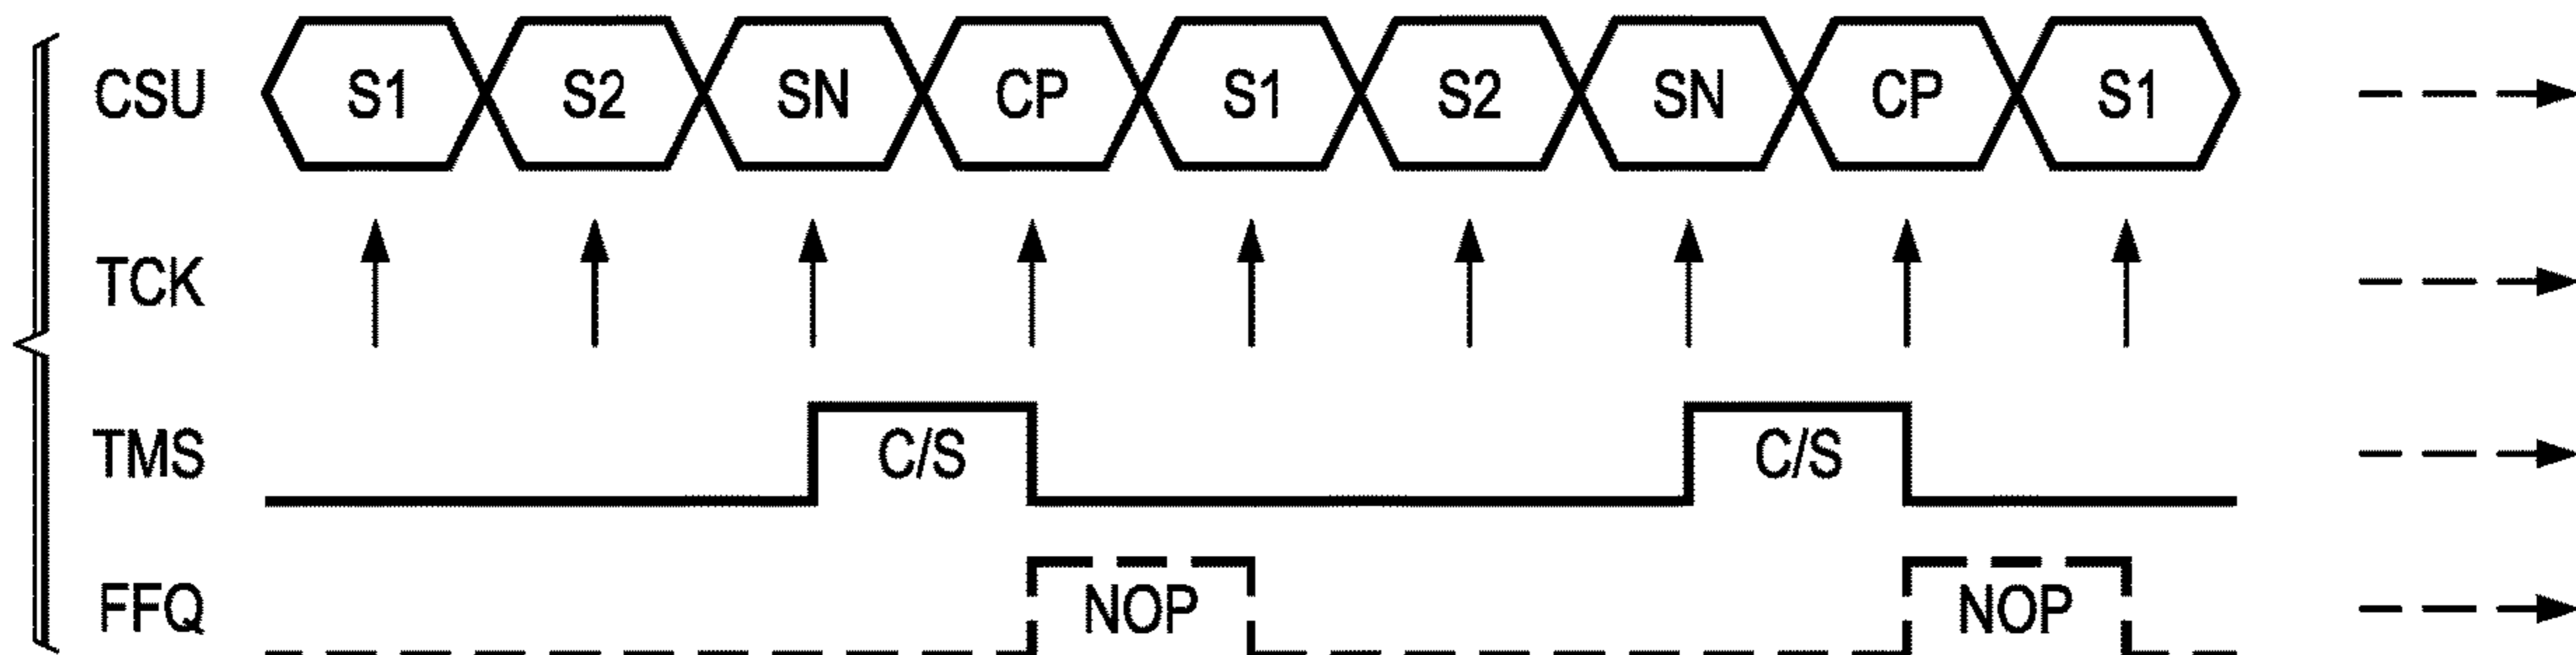 CSU S1 S2 SN CP S1 S2 SN CP S1
TCK
TMS C/S C/S
FFQ NOP NOP